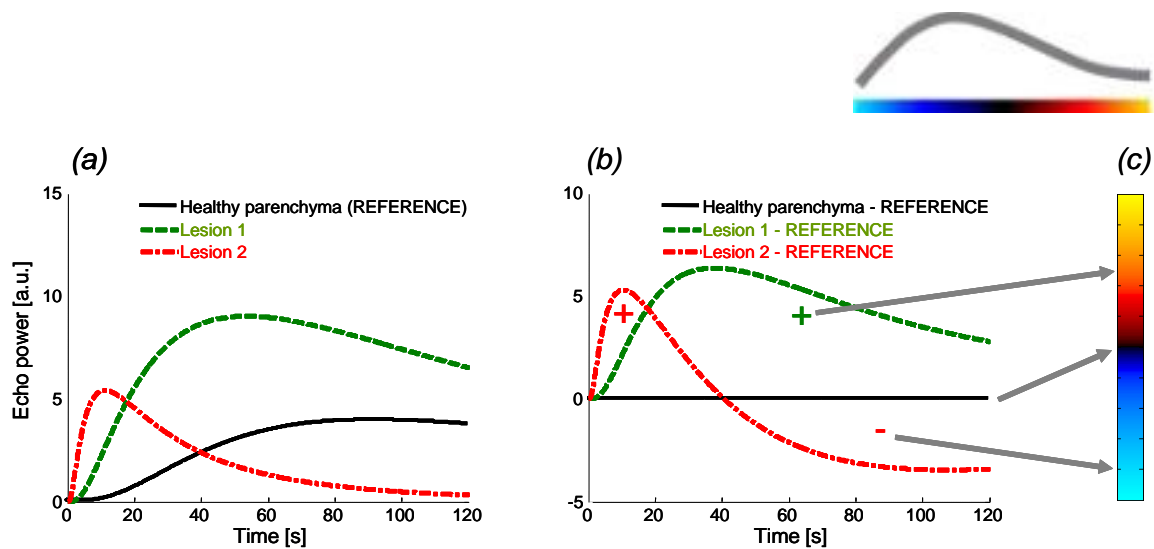 (a)
15
10
5
0
Echo power [a.u.]
Healthy parenchyma (REFERENCE)
Lesion 1
Lesion 2
0 20 40 60 80 100 120
Time [s]
(b)
10
5
0
-5
Healthy parenchyma - REFERENCE
Lesion 1 - REFERENCE
Lesion 2 - REFERENCE
+ +
-
0 20 40 60 80 100 120
Time [s]
(c)